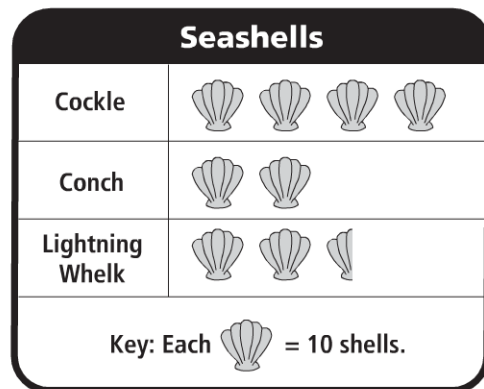 Seashells
Cockle
Conch
Lightning
Whelk
Key: Each = 10 shells.